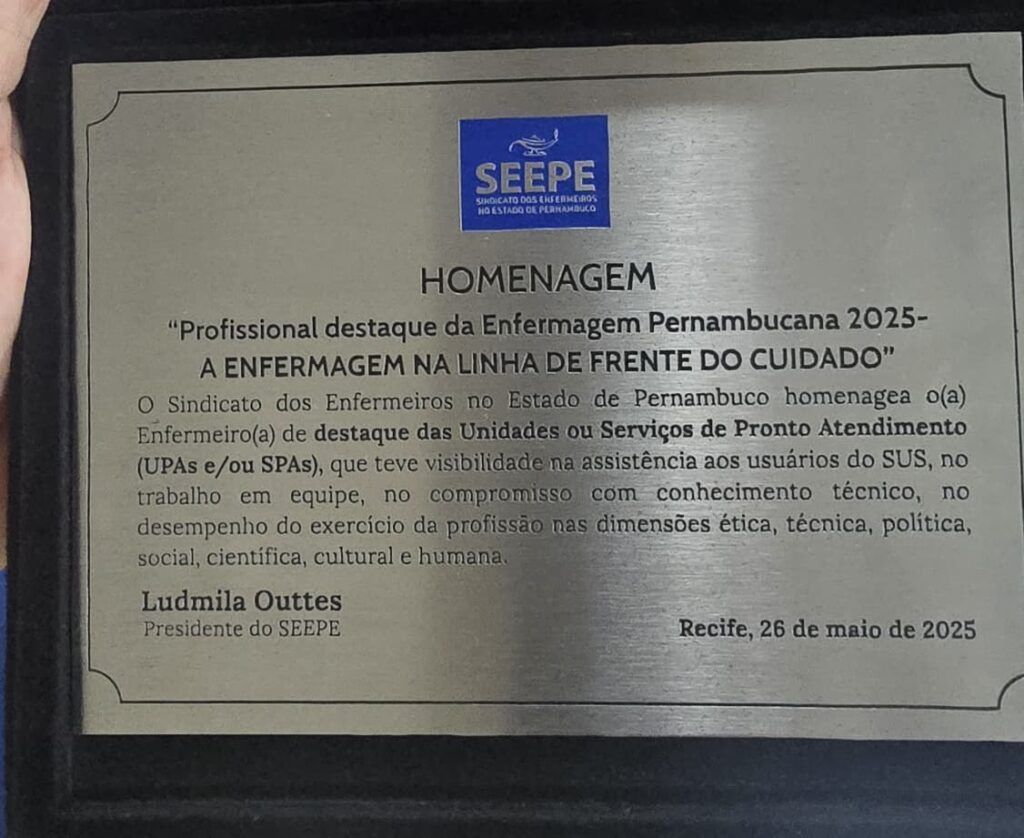 SEEPE
SINDICATO DOS ENFERMEIROS
NO ESTADO DE PERNAMBUCO
HOMENAGEM
“Profissional destaque da Enfermagem Pernambucana 2025-
A ENFERMAGEM NA LINHA DE FRENTE DO CUIDADO”
O Sindicato dos Enfermeiros no Estado de Pernambuco homenagea o(a)
Enfermeiro(a) de destaque das Unidades ou Serviços de Pronto Atendimento
(UPAs e/ou SPAs), que teve visibilidade na assistência aos usuários do SUS, no
trabalho em equipe, no compromisso com conhecimento técnico, no
desempenho do exercício da profissão nas dimensões ética, técnica, política,
social, científica, cultural e humana.
Ludmila Outtes
Presidente do SEEPE
Recife, 26 de maio de 2025